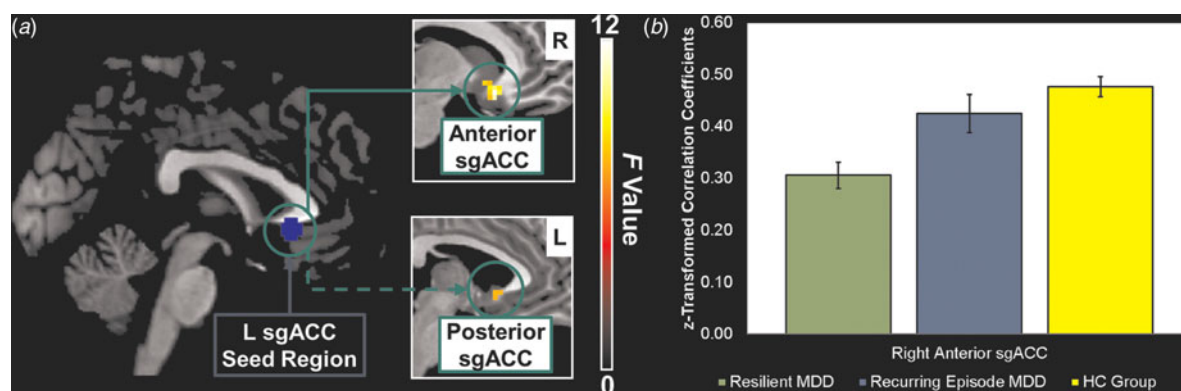 (a)
R
Anterior
sgACC
L
Posterior
sgACC
L sgACC
Seed Region
12
F Value
0
(b)
z-Transformed Correlation Coefficients
0.60
0.50
0.40
0.30
0.20
0.10
0.00
Right Anterior sgACC
Resilient MDD
Recurring Episode MDD
HC Group